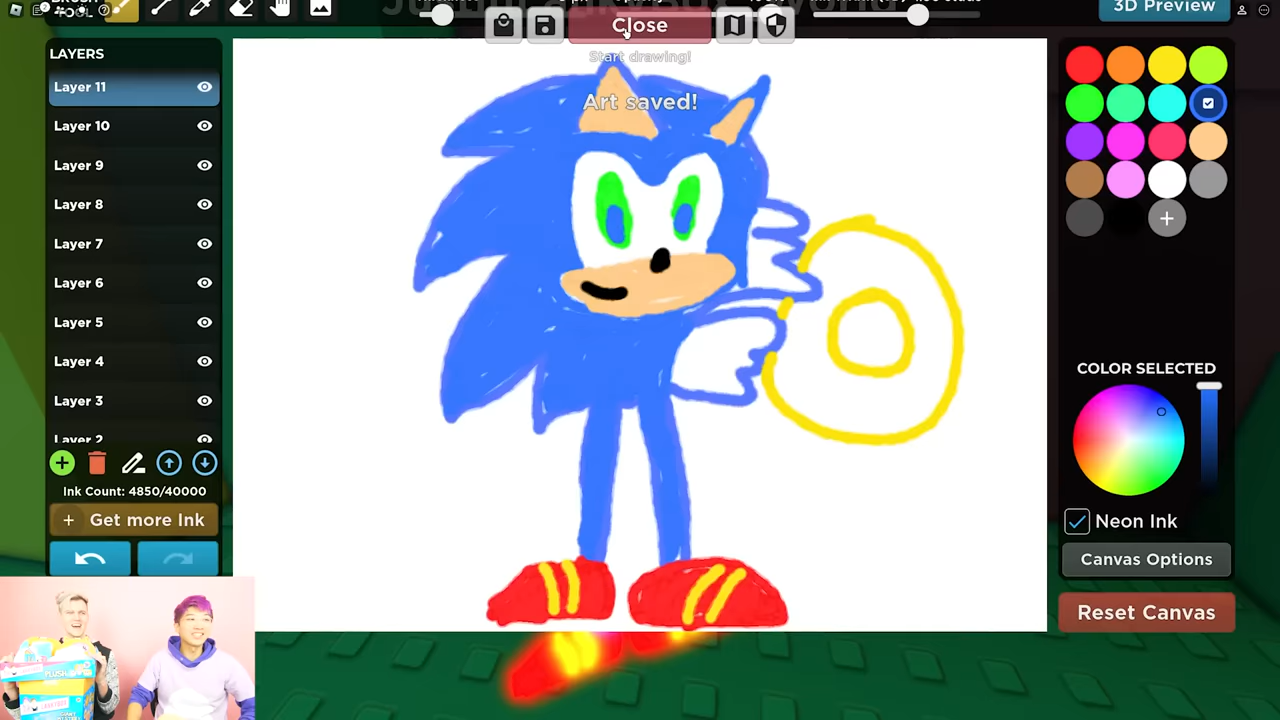 3D Preview
Close
Start drawing!
Art saved!
LAYERS
Layer 11
Layer 10
Layer 9
Layer 8
Layer 7
Layer 6
Layer 5
Layer 4
Layer 3
Layer 2
Ink Count: 4850/40000
+ Get more Ink
COLOR SELECTED
Neon Ink
Canvas Options
Reset Canvas